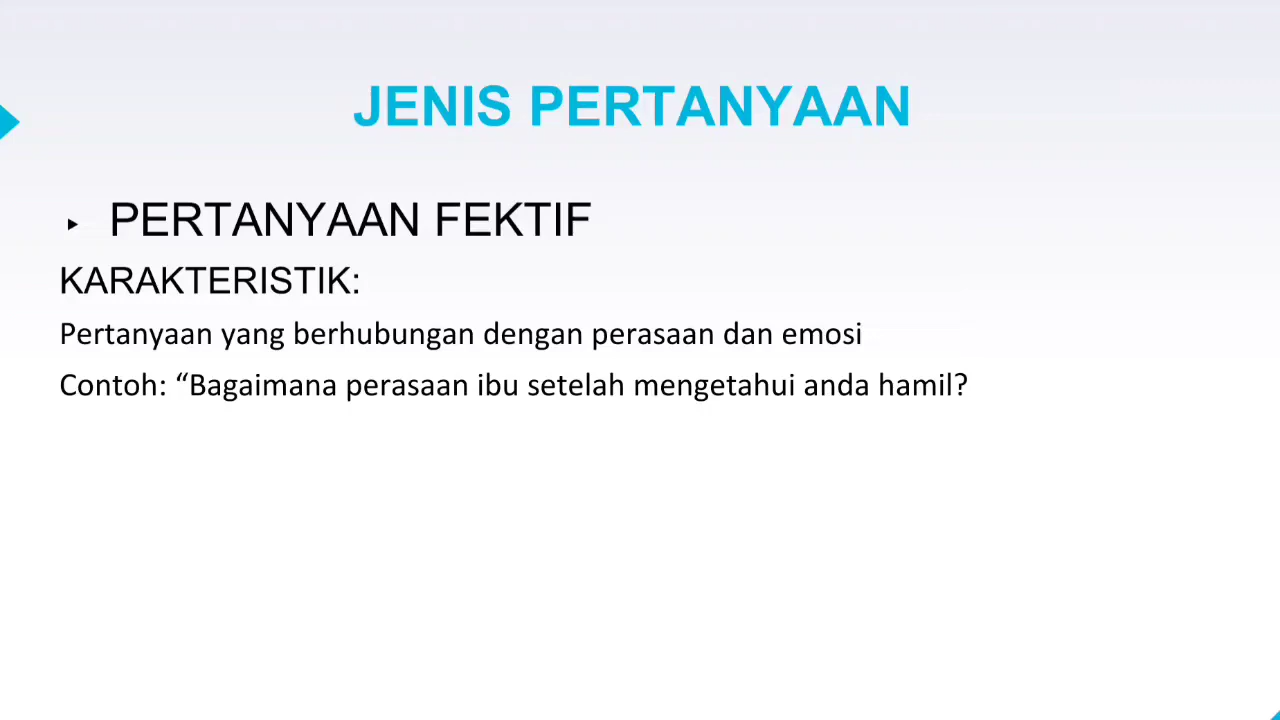 JENIS PERTANYAAN
‣ PERTANYAAN FEKTIF
KARAKTERISTIK:
Pertanyaan yang berhubungan dengan perasaan dan emosi
Contoh: “Bagaimana perasaan ibu setelah mengetahui anda hamil?